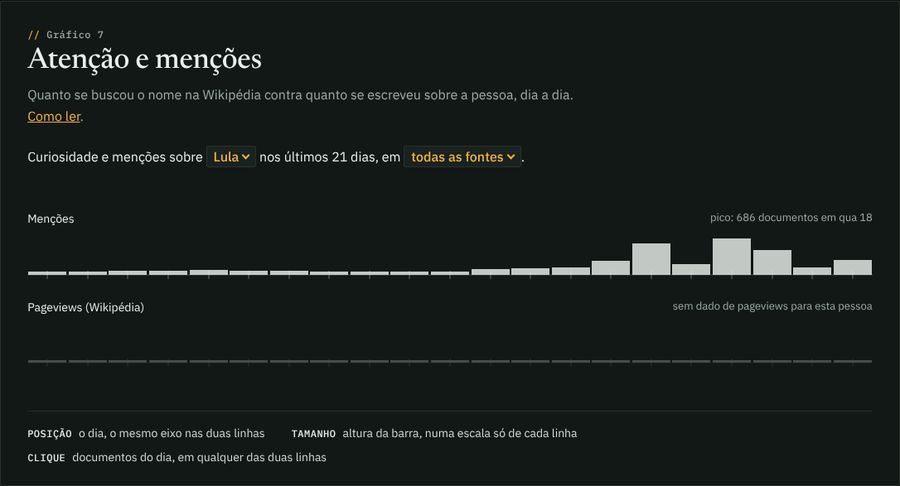 // Gráfico 7
Atenção e menções
Quanto se buscou o nome na Wikipédia contra quanto se escreveu sobre a pessoa, dia a dia.
Como ler.
Curiosidade e menções sobre Lula nos últimos 21 dias, em todas as fontes.
Menções
pico: 686 documentos em qua 18
Pageviews (Wikipédia)
sem dado de pageviews para esta pessoa
POSIÇÃO o dia, o mesmo eixo nas duas linhas TAMANHO altura da barra, numa escala só de cada linha
CLIQUE documentos do dia, em qualquer das duas linhas